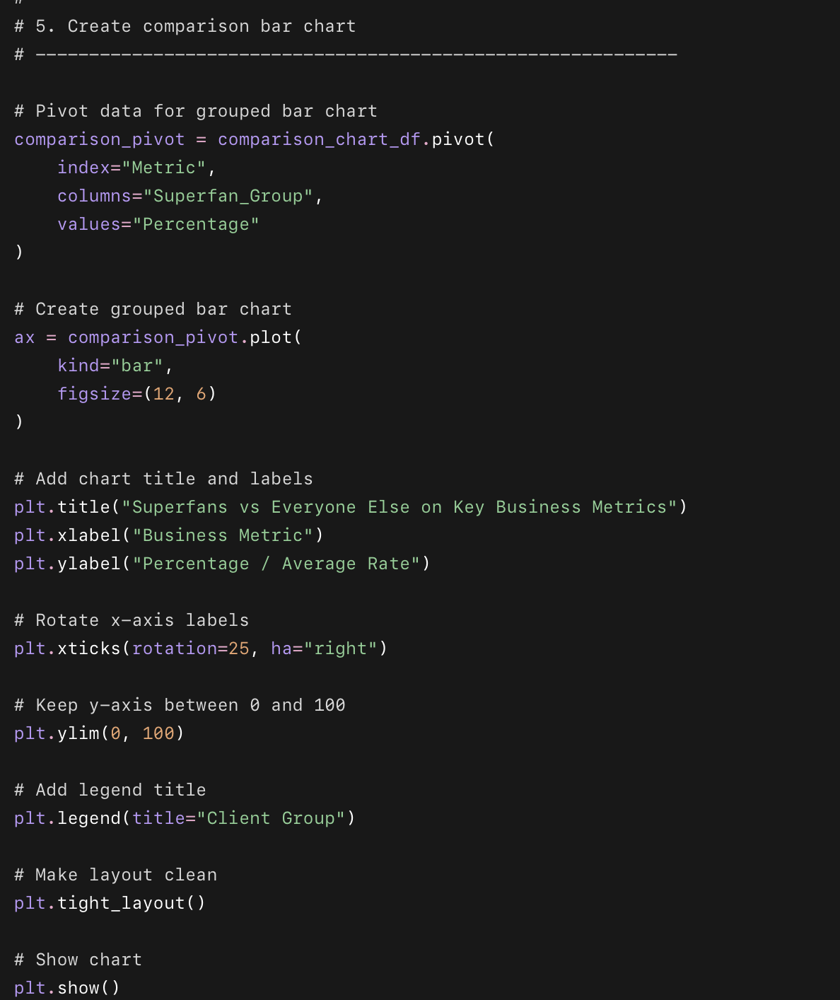 #
# 5. Create comparison bar chart
# ------------------------------------------------------------
# Pivot data for grouped bar chart
comparison_pivot = comparison_chart_df.pivot(
    index="Metric",
    columns="Superfan_Group",
    values="Percentage"
)
# Create grouped bar chart
ax = comparison_pivot.plot(
    kind="bar",
    figsize=(12, 6)
)
# Add chart title and labels
plt.title("Superfans vs Everyone Else on Key Business Metrics")
plt.xlabel("Business Metric")
plt.ylabel("Percentage / Average Rate")
# Rotate x-axis labels
plt.xticks(rotation=25, ha="right")
# Keep y-axis between 0 and 100
plt.ylim(0, 100)
# Add legend title
plt.legend(title="Client Group")
# Make layout clean
plt.tight_layout()
# Show chart
plt.show()